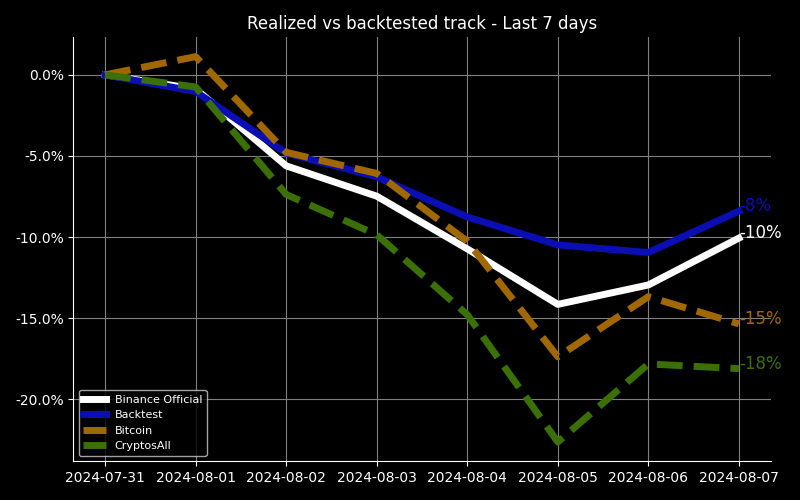 Realized vs backtested track - Last 7 days
0.0%
-5.0%
-10.0%
-15.0%
-20.0%
-8%
-10%
-15%
-18%
Binance Official
Backtest
Bitcoin
CryptosAll
2024-07-31 2024-08-01 2024-08-02 2024-08-03 2024-08-04 2024-08-05 2024-08-06 2024-08-07